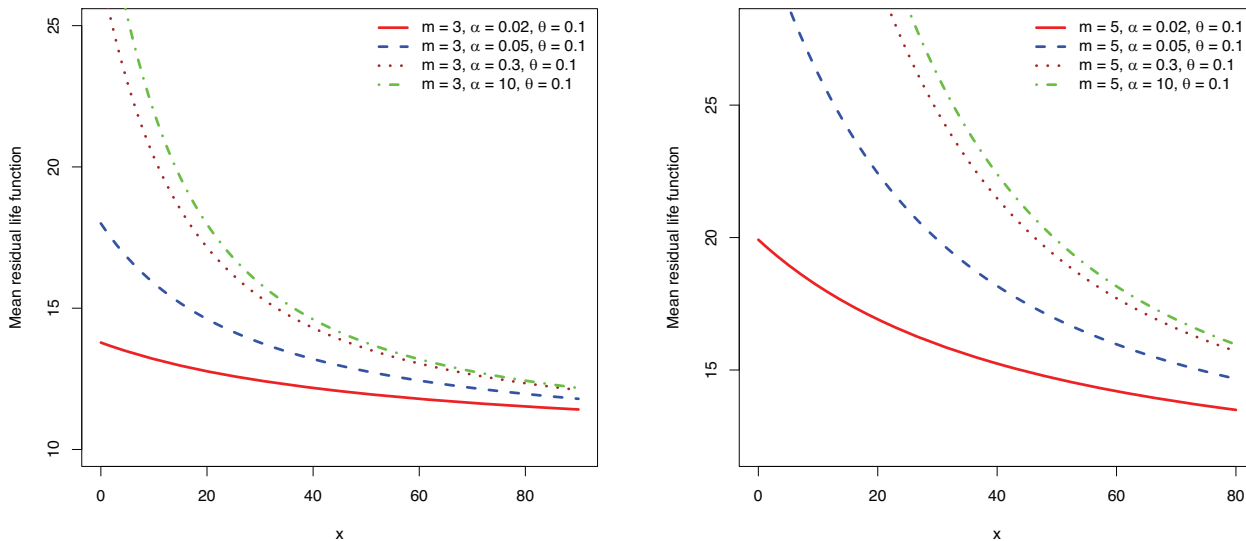 Mean residual life function
25
20
15
10
m = 3, α = 0.02, θ = 0.1
m = 3, α = 0.05, θ = 0.1
m = 3, α = 0.3, θ = 0.1
m = 3, α = 10, θ = 0.1
0 20 40 60 80
x
Mean residual life function
25
20
15
m = 5, α = 0.02, θ = 0.1
m = 5, α = 0.05, θ = 0.1
m = 5, α = 0.3, θ = 0.1
m = 5, α = 10, θ = 0.1
0 20 40 60 80
x